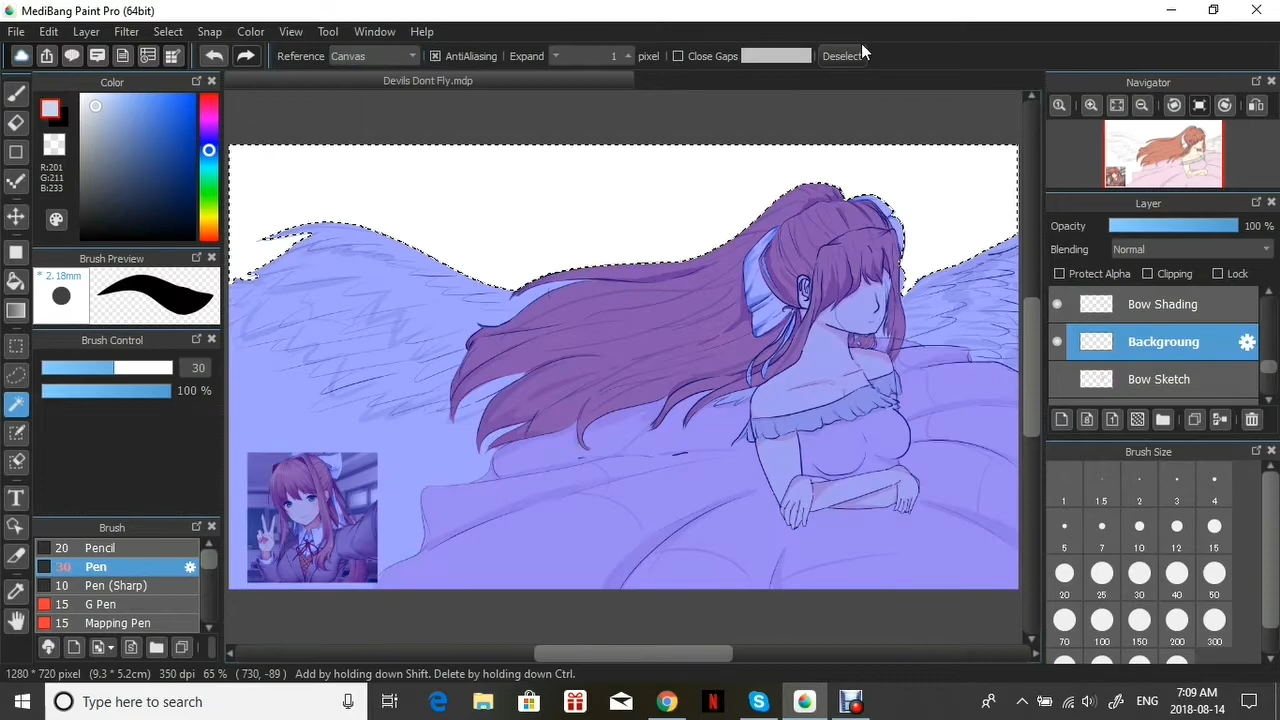 MediBang Paint Pro (64bit)
File Edit Layer Filter Select Snap Color View Tool Window Help
Reference Canvas AntiAliasing Expand 1 pixel Close Gaps Deselect
Color
R:201
G:211
B:233
Brush Preview
* 2.18mm
Brush Control
30
100 %
Brush
20 Pencil
30 Pen
10 Pen (Sharp)
15 G Pen
15 Mapping Pen
Devils Dont Fly.mdp
Navigator
Layer
Opacity 100 %
Blending Normal
Protect Alpha Clipping Lock
Bow Shading
Backgroung
Bow Sketch
Brush Size
1 1.5 2 3 4
5 7 10 12 15
20 25 30 40 50
70 100 150 200 300
1280 * 720 pixel (9.3 * 5.2cm) 350 dpi 65 % ( 730, -89 ) Add by holding down Shift. Delete by holding down Ctrl.
Type here to search
ENG
7:09 AM
2018-08-14